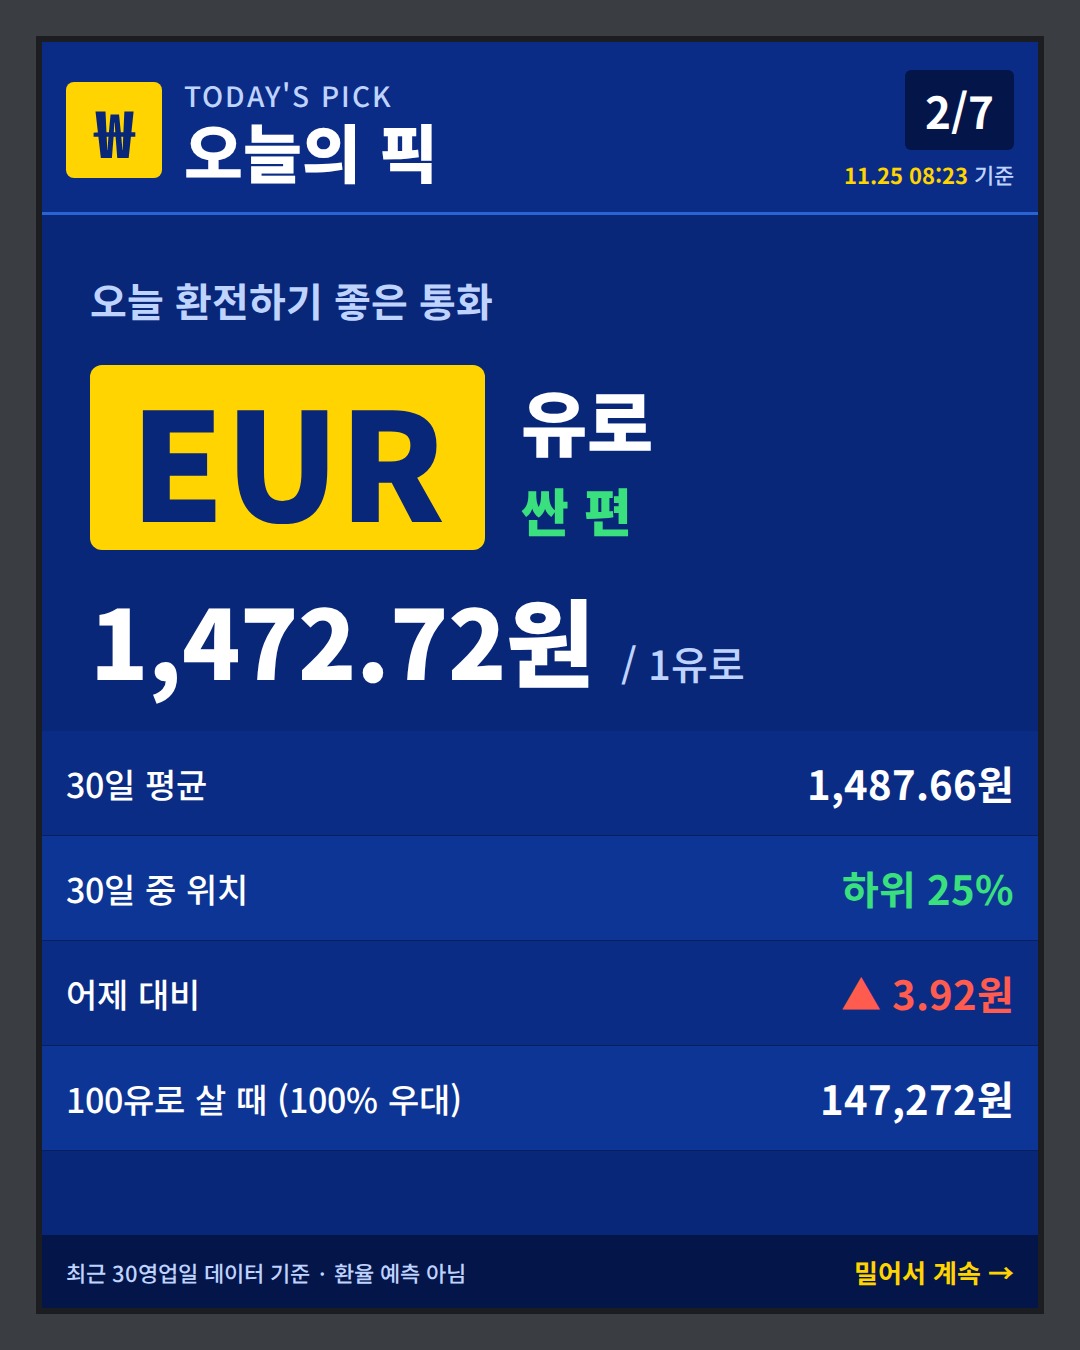 ₩
TODAY'S PICK
오늘의 픽
2/7
11.25 08:23 기준
오늘 환전하기 좋은 통화
EUR
유로
싼 편
1,472.72원 / 1유로
30일 평균 1,487.66원
30일 중 위치 하위 25%
어제 대비 ▲ 3.92원
100유로 살 때 (100% 우대) 147,272원
최근 30영업일 데이터 기준 · 환율 예측 아님
밀어서 계속 →